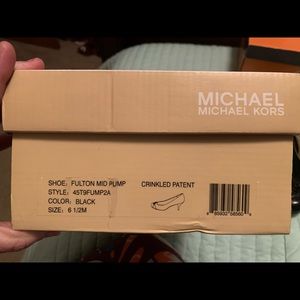 MICHAEL
MICHAEL KORS
SHOE: FULTON MID PUMP
CRINKLED PATENT
STYLE: 45T9FUMP2A
COLOR: BLACK
SIZE: 6 1/2M